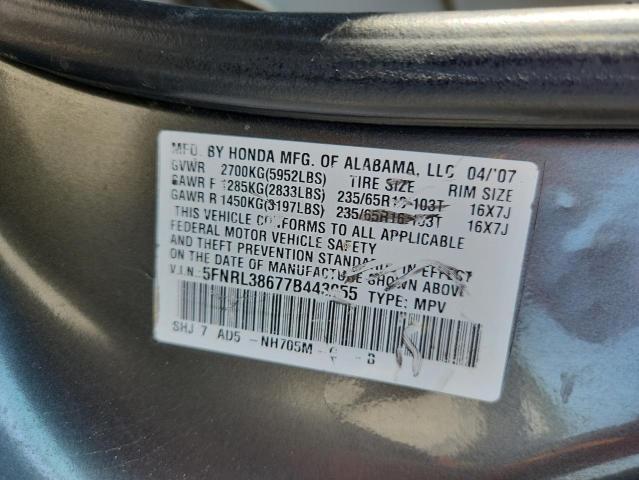 MFD. BY HONDA MFG. OF ALABAMA, LLC 04/'07
GVWR 2700KG(5952LBS) TIRE SIZE RIM SIZE
GAWR F 1285KG(2833LBS) 235/65R16-103T 16X7J
GAWR R 1450KG(3197LBS) 235/65R16-103T 16X7J
THIS VEHICLE CONFORMS TO ALL APPLICABLE
FEDERAL MOTOR VEHICLE SAFETY
AND THEFT PREVENTION STANDARDS IN EFFECT
ON THE DATE OF MANUFACTURE SHOWN ABOVE
V.I.N.: TYPE: MPV
SHJ 7 AD5 -NH705M- - B